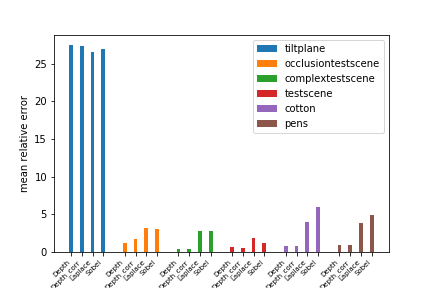 mean relative error
25
20
15
10
5
0
tiltplane
occlusiontestscene
complextestscene
testscene
cotton
pens
Depth
Depth_corr
Laplace
Sobel
Depth
Depth_corr
Laplace
Sobel
Depth
Depth_corr
Laplace
Sobel
Depth
Depth_corr
Laplace
Sobel
Depth
Depth_corr
Laplace
Sobel
Depth
Depth_corr
Laplace
Sobel